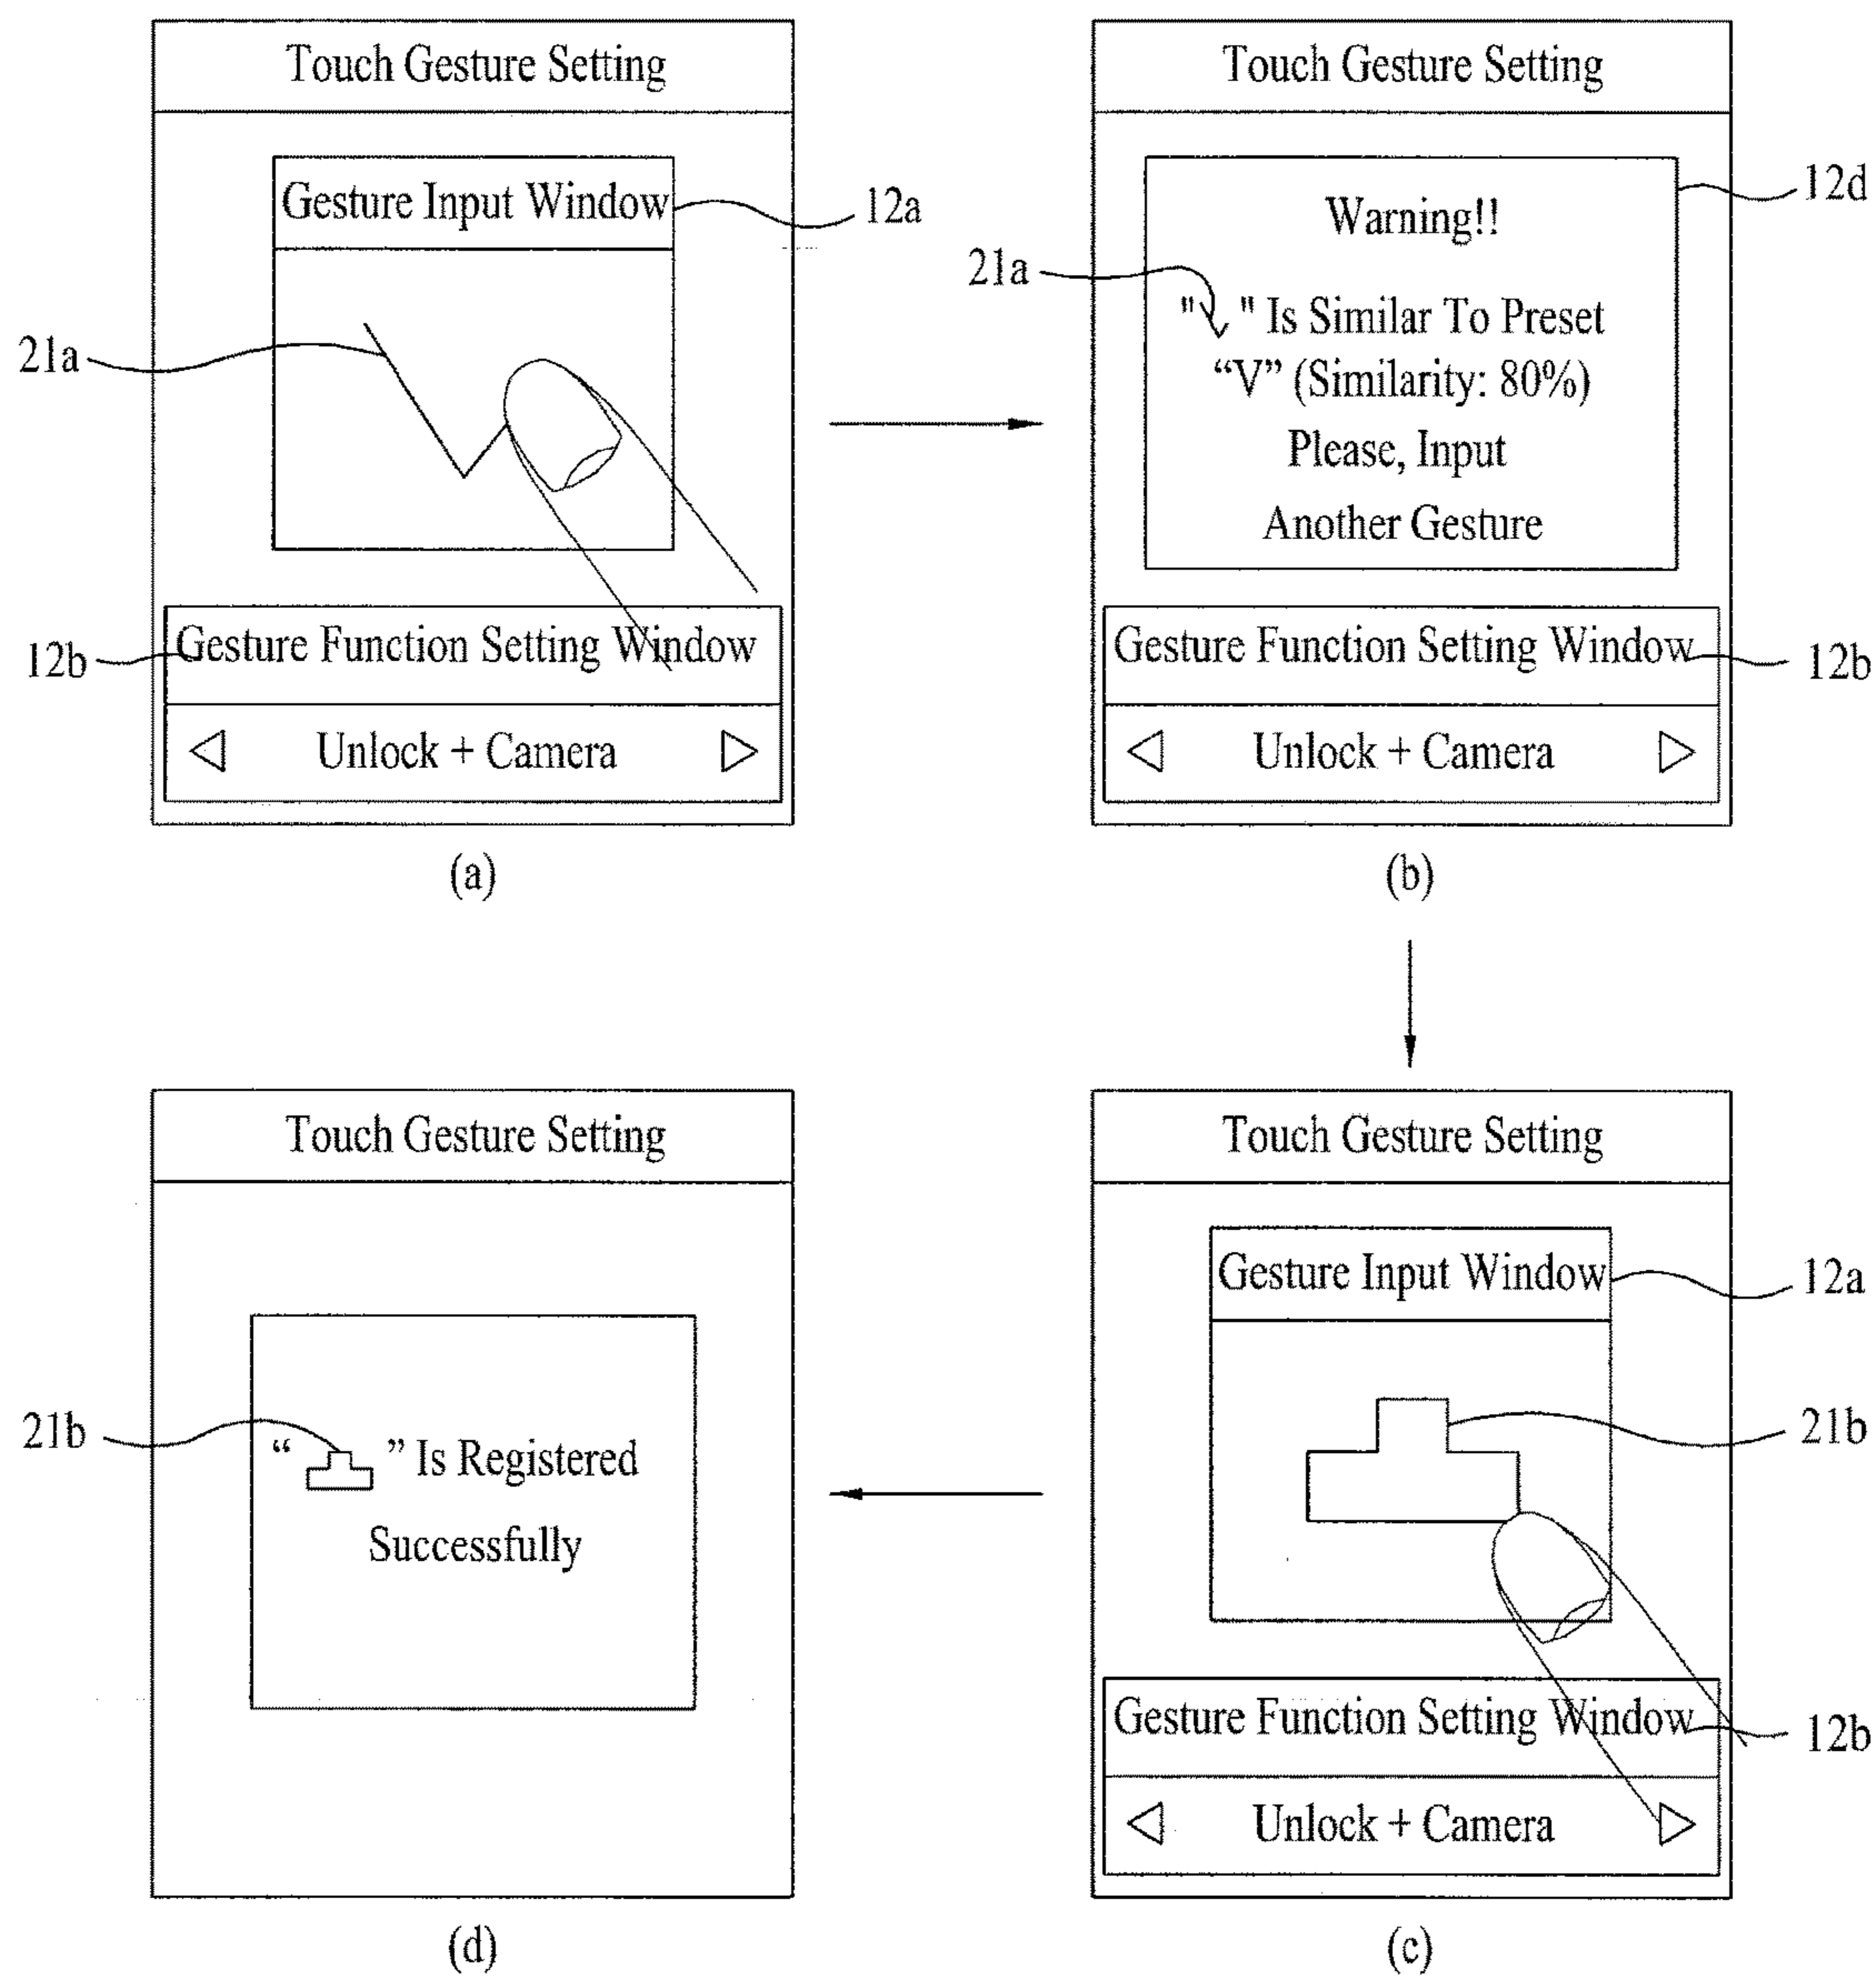 Touch Gesture Setting
Gesture Input Window
12a
21a
12b
Gesture Function Setting Window
Unlock + Camera
(a)
Touch Gesture Setting
12d
Warning!!
21a
" " Is Similar To Preset
“V” (Similarity: 80%)
Please, Input
Another Gesture
Gesture Function Setting Window
12b
Unlock + Camera
(b)
Touch Gesture Setting
Gesture Input Window
12a
21b
Gesture Function Setting Window
12b
Unlock + Camera
(c)
Touch Gesture Setting
21b
“ ” Is Registered
Successfully
(d)